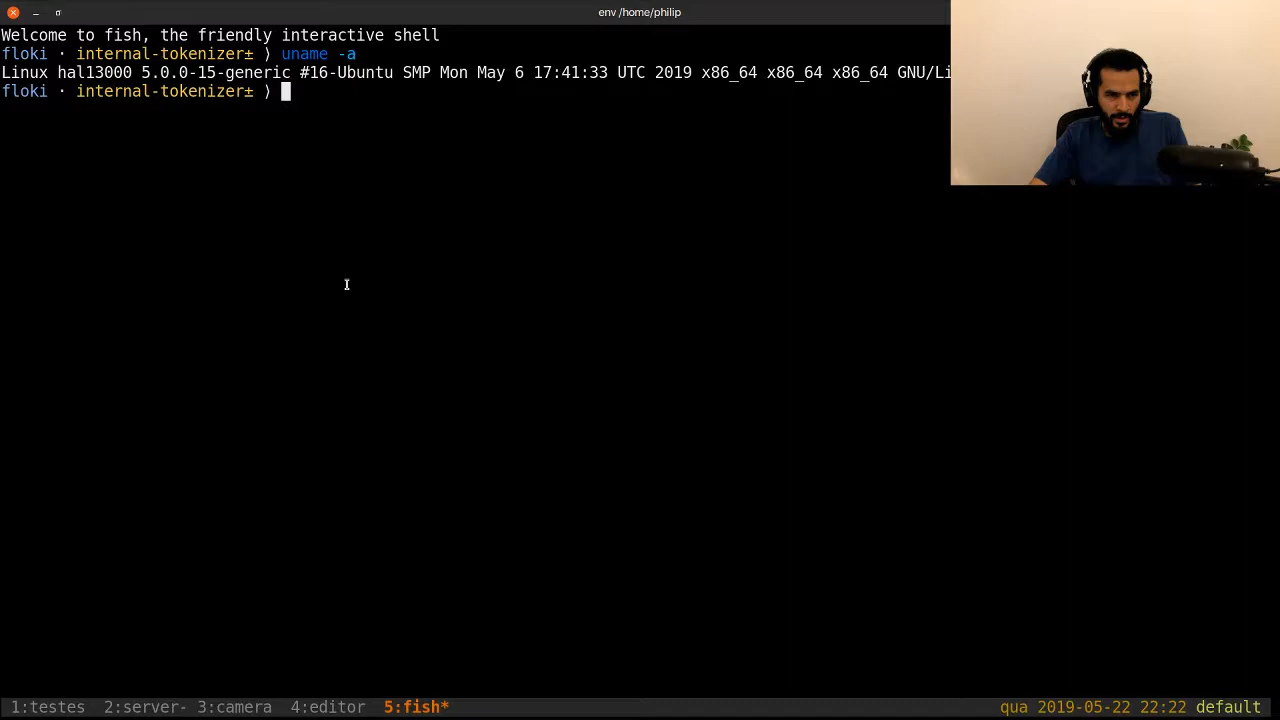 env /home/philip
Welcome to fish, the friendly interactive shell
floki · internal-tokenizer± ⟩ uname -a
Linux hal13000 5.0.0-15-generic #16-Ubuntu SMP Mon May 6 17:41:33 UTC 2019 x86_64 x86_64 x86_64 GNU/Li
floki · internal-tokenizer± ⟩
1:testes 2:server- 3:camera 4:editor 5:fish* qua 2019-05-22 22:22 default